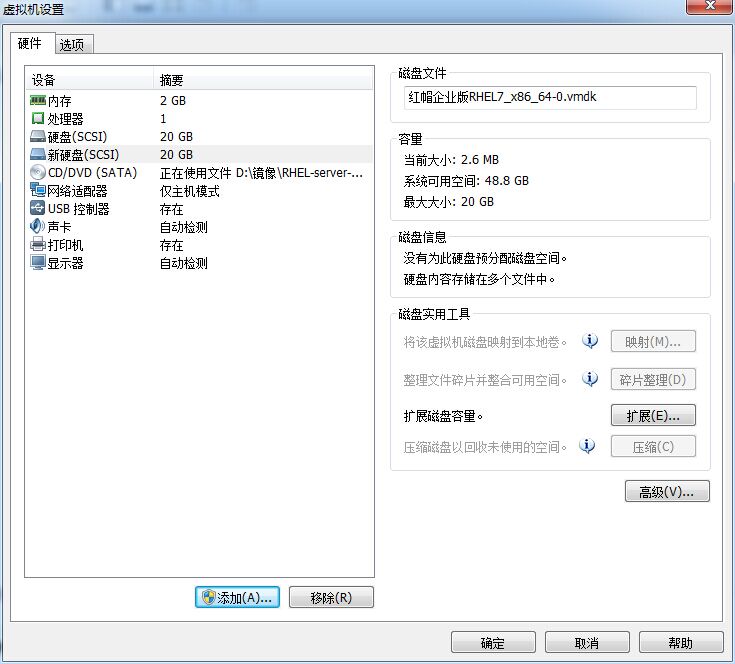 虚拟机设置
硬件 选项
设备 摘要
内存 2 GB
处理器 1
硬盘(SCSI) 20 GB
新硬盘(SCSI) 20 GB
CD/DVD (SATA) 正在使用文件 D:\镜像\RHEL-server-...
网络适配器 仅主机模式
USB 控制器 存在
声卡 自动检测
打印机 存在
显示器 自动检测
添加(A)... 移除(R)
磁盘文件
红帽企业版RHEL7_x86_64-0.vmdk
容量
当前大小: 2.6 MB
系统可用空间: 48.8 GB
最大大小: 20 GB
磁盘信息
没有为此硬盘预分配磁盘空间。
硬盘内容存储在多个文件中。
磁盘实用工具
将该虚拟机磁盘映射到本地卷。 映射(M)...
整理文件碎片并整合可用空间。 碎片整理(D)
扩展磁盘容量。 扩展(E)...
压缩磁盘以回收未使用的空间。 压缩(C)
高级(V)...
确定 取消 帮助